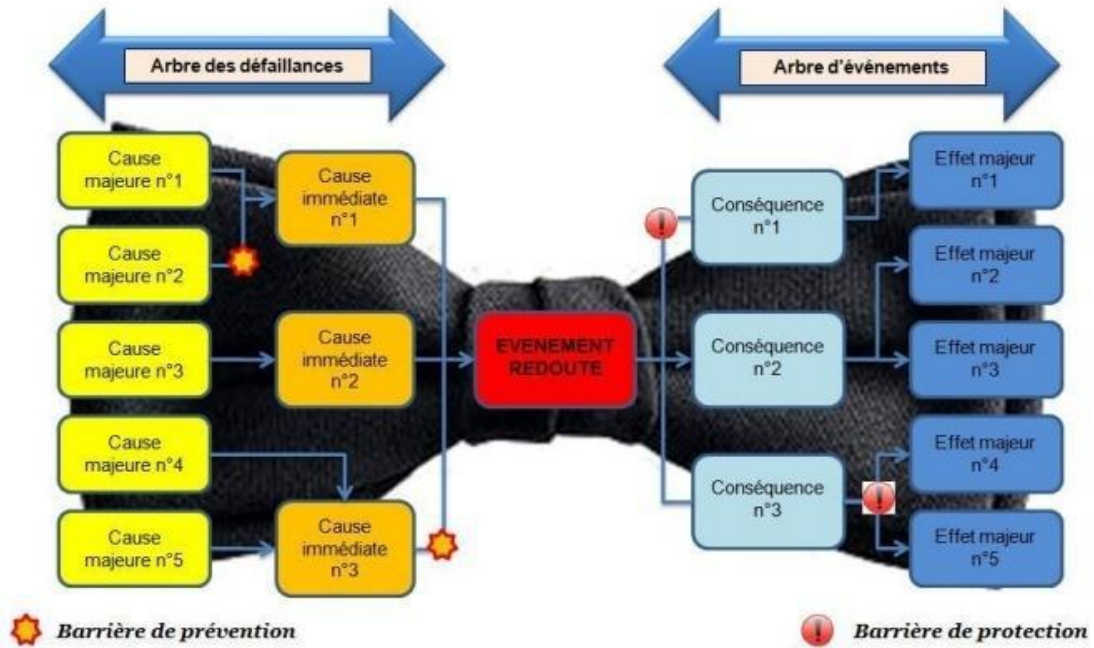 Arbre des défaillances
Arbre d'événements
Cause
majeure n°1
Cause
majeure n°2
Cause
majeure n°3
Cause
majeure n°4
Cause
majeure n°5
Cause
immédiate
n°1
Cause
immédiate
n°2
Cause
immédiate
n°3
EVENEMENT
REDOUTE
Conséquence
n°1
Conséquence
n°2
Conséquence
n°3
Effet majeur
n°1
Effet majeur
n°2
Effet majeur
n°3
Effet majeur
n°4
Effet majeur
n°5
Barrière de prévention
Barrière de protection